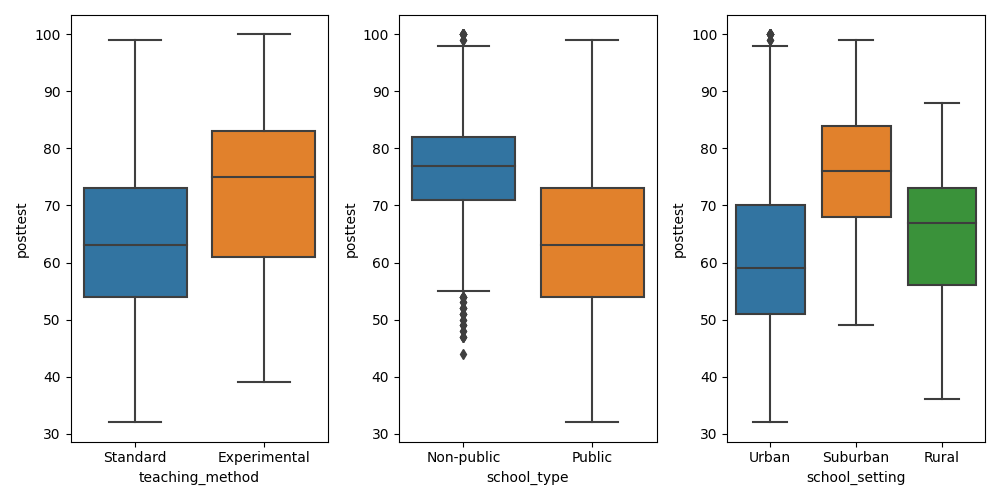 100
90
80
70
60
50
40
30
posttest
Standard Experimental
teaching_method
100
90
80
70
60
50
40
30
posttest
Non-public Public
school_type
100
90
80
70
60
50
40
30
posttest
Urban Suburban Rural
school_setting